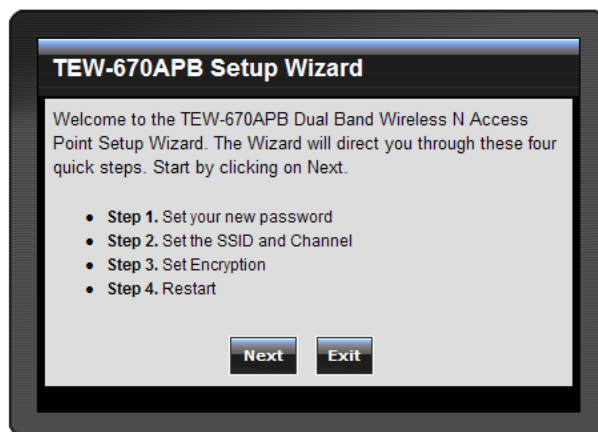 TEW-670APB Setup Wizard
Welcome to the TEW-670APB Dual Band Wireless N Access
Point Setup Wizard. The Wizard will direct you through these four
quick steps. Start by clicking on Next.
• Step 1. Set your new password
• Step 2. Set the SSID and Channel
• Step 3. Set Encryption
• Step 4. Restart
Next Exit